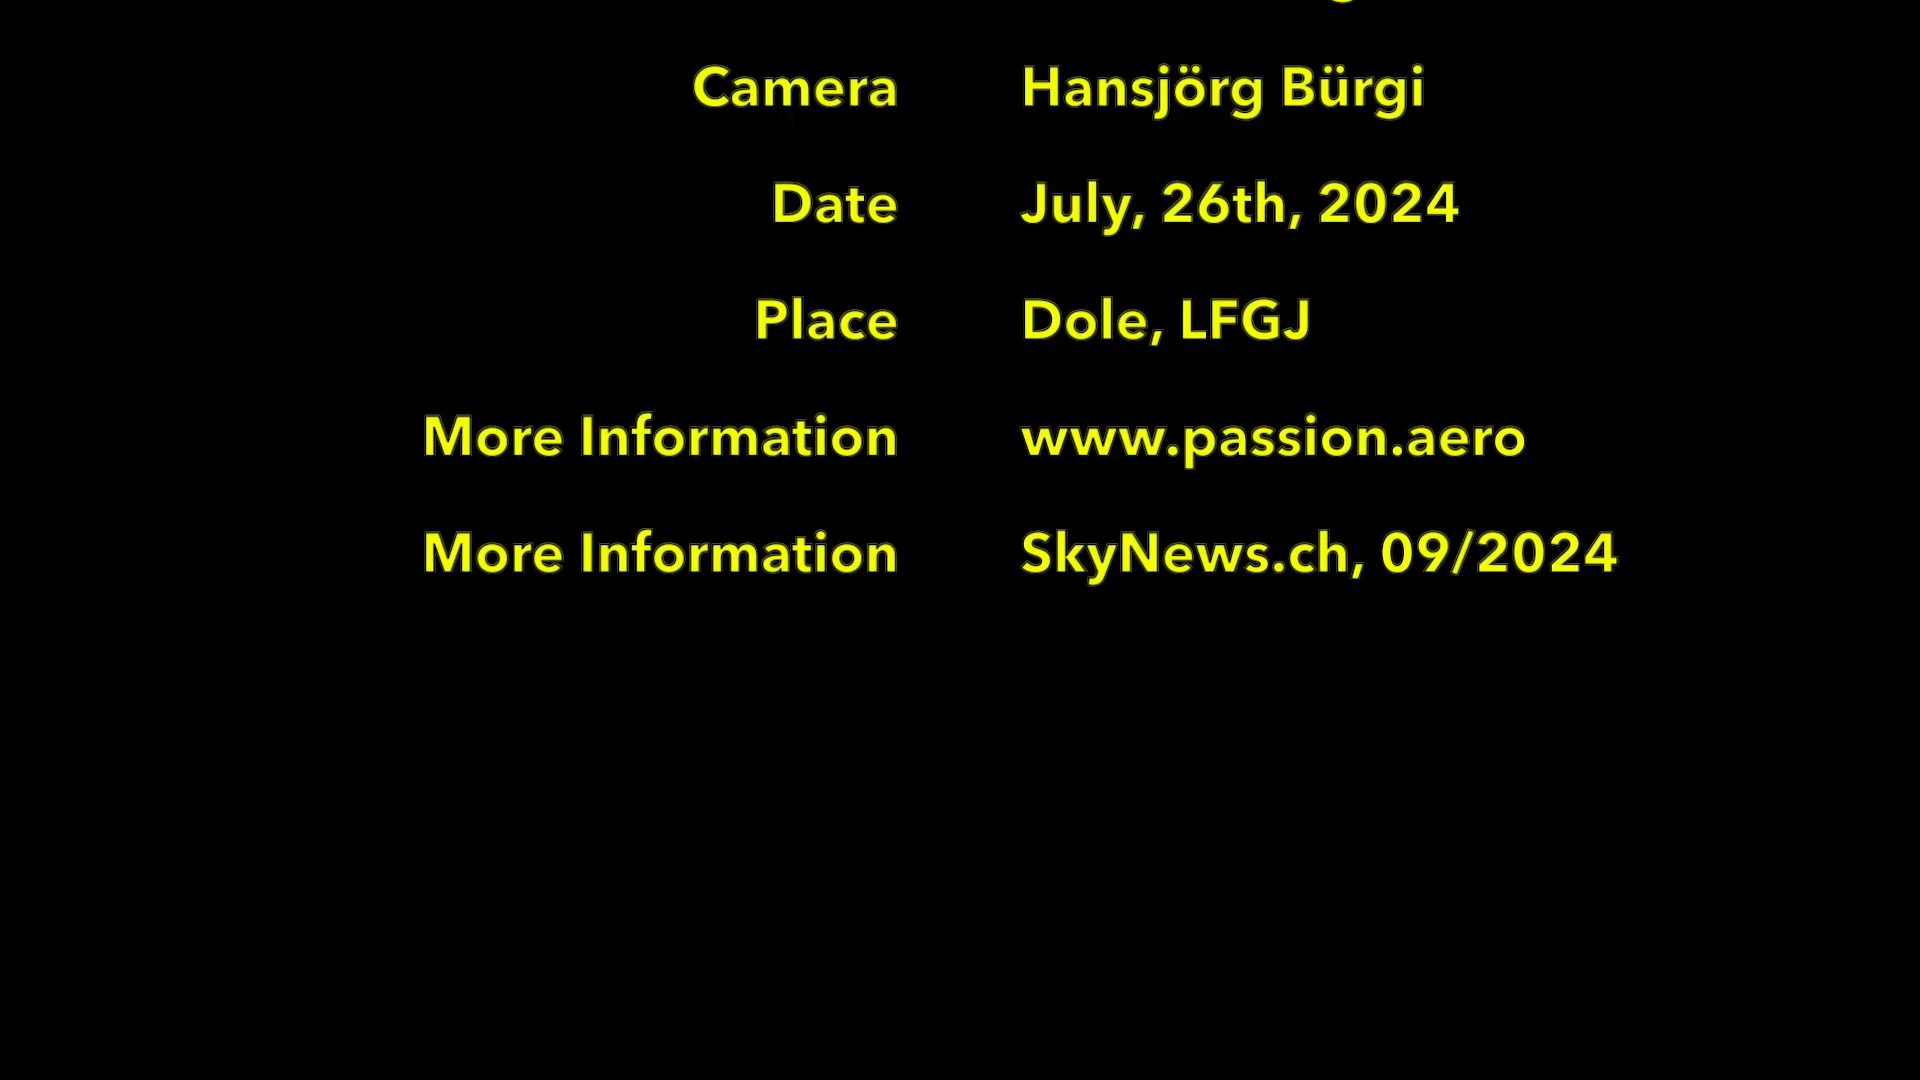 Camera Hansjörg Bürgi
Date July, 26th, 2024
Place Dole, LFGJ
More Information www.passion.aero
More Information SkyNews.ch, 09/2024